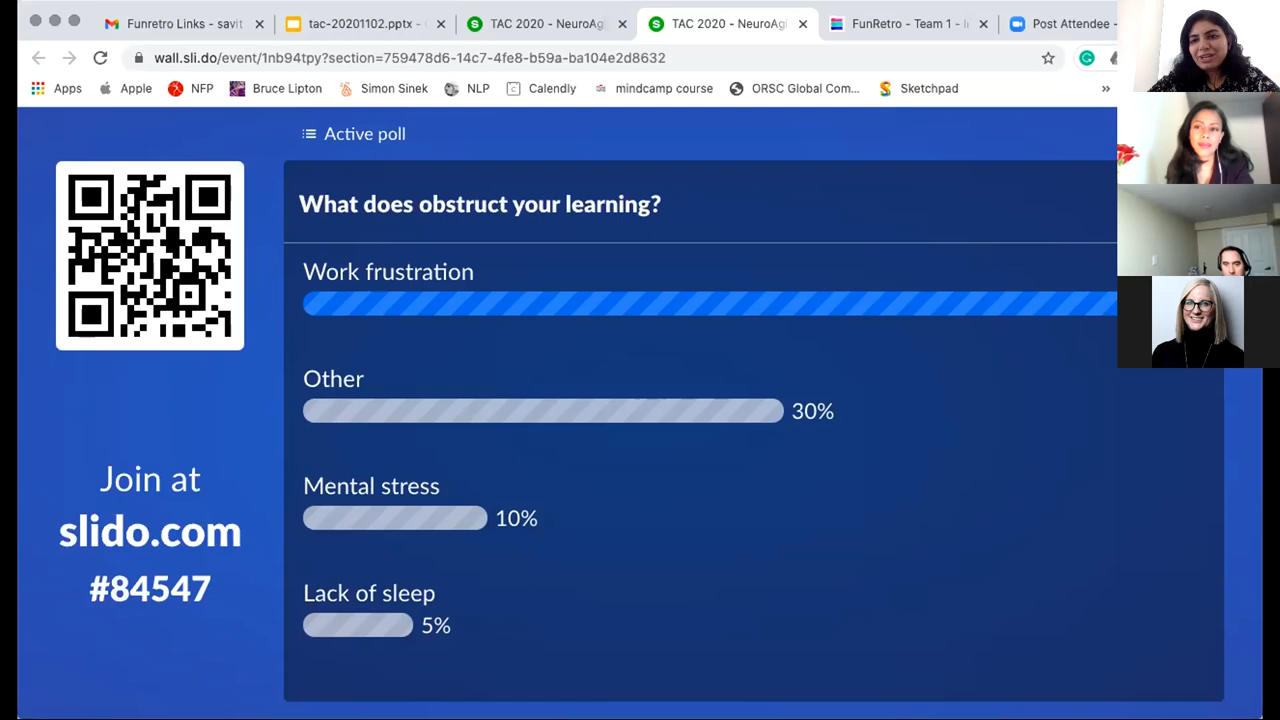 Funretro Links - savit
tac-20201102.pptx -
TAC 2020 - NeuroAgi
TAC 2020 - NeuroAgi
FunRetro - Team 1 - I
Post Attendee -
wall.sli.do/event/1nb94tpy?section=759478d6-14c7-4fe8-b59a-ba104e2d8632
Apps
Apple
NFP
Bruce Lipton
Simon Sinek
NLP
Calendly
mindcamp course
ORSC Global Com...
Sketchpad
»
Active poll
What does obstruct your learning?
Work frustration
Other
30%
Mental stress
10%
Lack of sleep
5%
Join at
slido.com
#84547